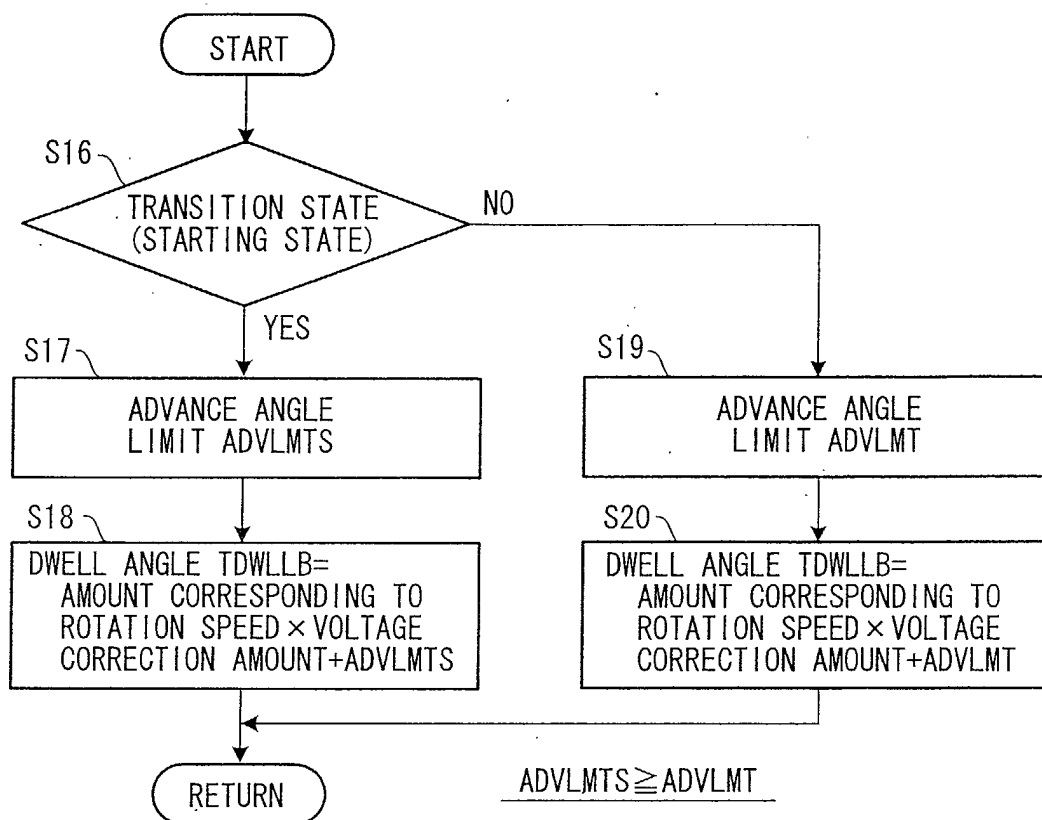 START
S16
TRANSITION STATE
(STARTING STATE)
NO
YES
S17
ADVANCE ANGLE
LIMIT ADVLMTS
S19
ADVANCE ANGLE
LIMIT ADVLMT
S18
DWELL ANGLE TDWLLB=
AMOUNT CORRESPONDING TO
ROTATION SPEED×VOLTAGE
CORRECTION AMOUNT+ADVLMTS
S20
DWELL ANGLE TDWLLB=
AMOUNT CORRESPONDING TO
ROTATION SPEED×VOLTAGE
CORRECTION AMOUNT+ADVLMT
RETURN
ADVLMTS≧ADVLMT